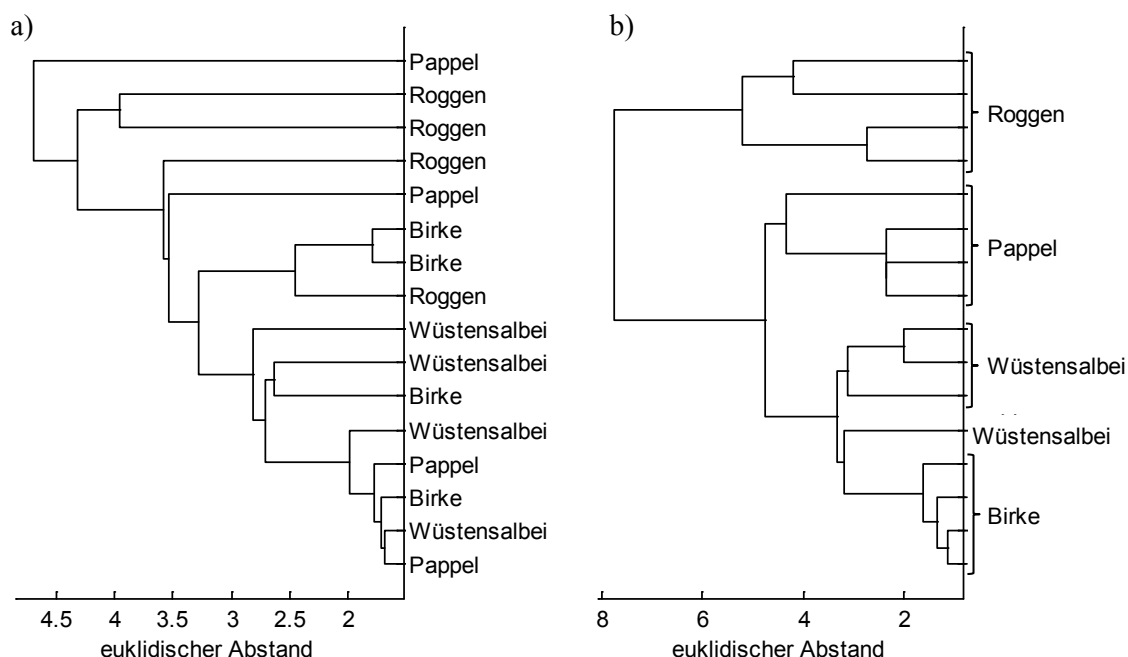 a)
Pappel
Roggen
Roggen
Roggen
Pappel
Birke
Birke
Roggen
Wüstensalbei
Wüstensalbei
Birke
Wüstensalbei
Pappel
Birke
Wüstensalbei
Pappel
4.5 4 3.5 3 2.5 2
euklidischer Abstand
b)
Roggen
Pappel
Wüstensalbei
Wüstensalbei
Birke
8 6 4 2
euklidischer Abstand